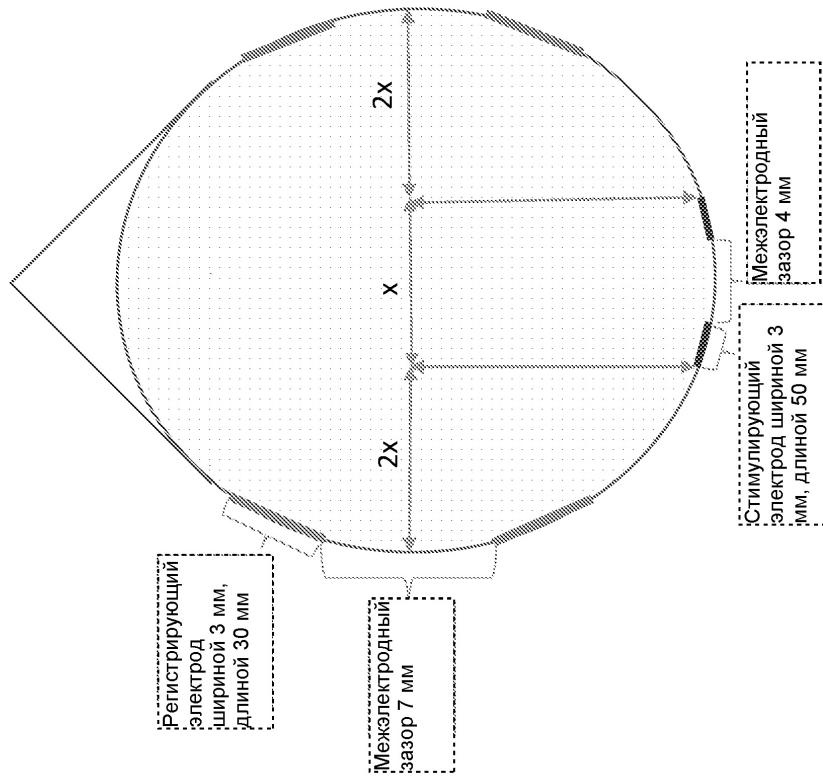 2x
x
2x
Межэлектродный
зазор 4 мм
Стимулирующий
электрод шириной 3
мм, длиной 50 мм
Регистрирующий
электрод
шириной 3 мм,
длиной 30 мм
Межэлектродный
зазор 7 мм